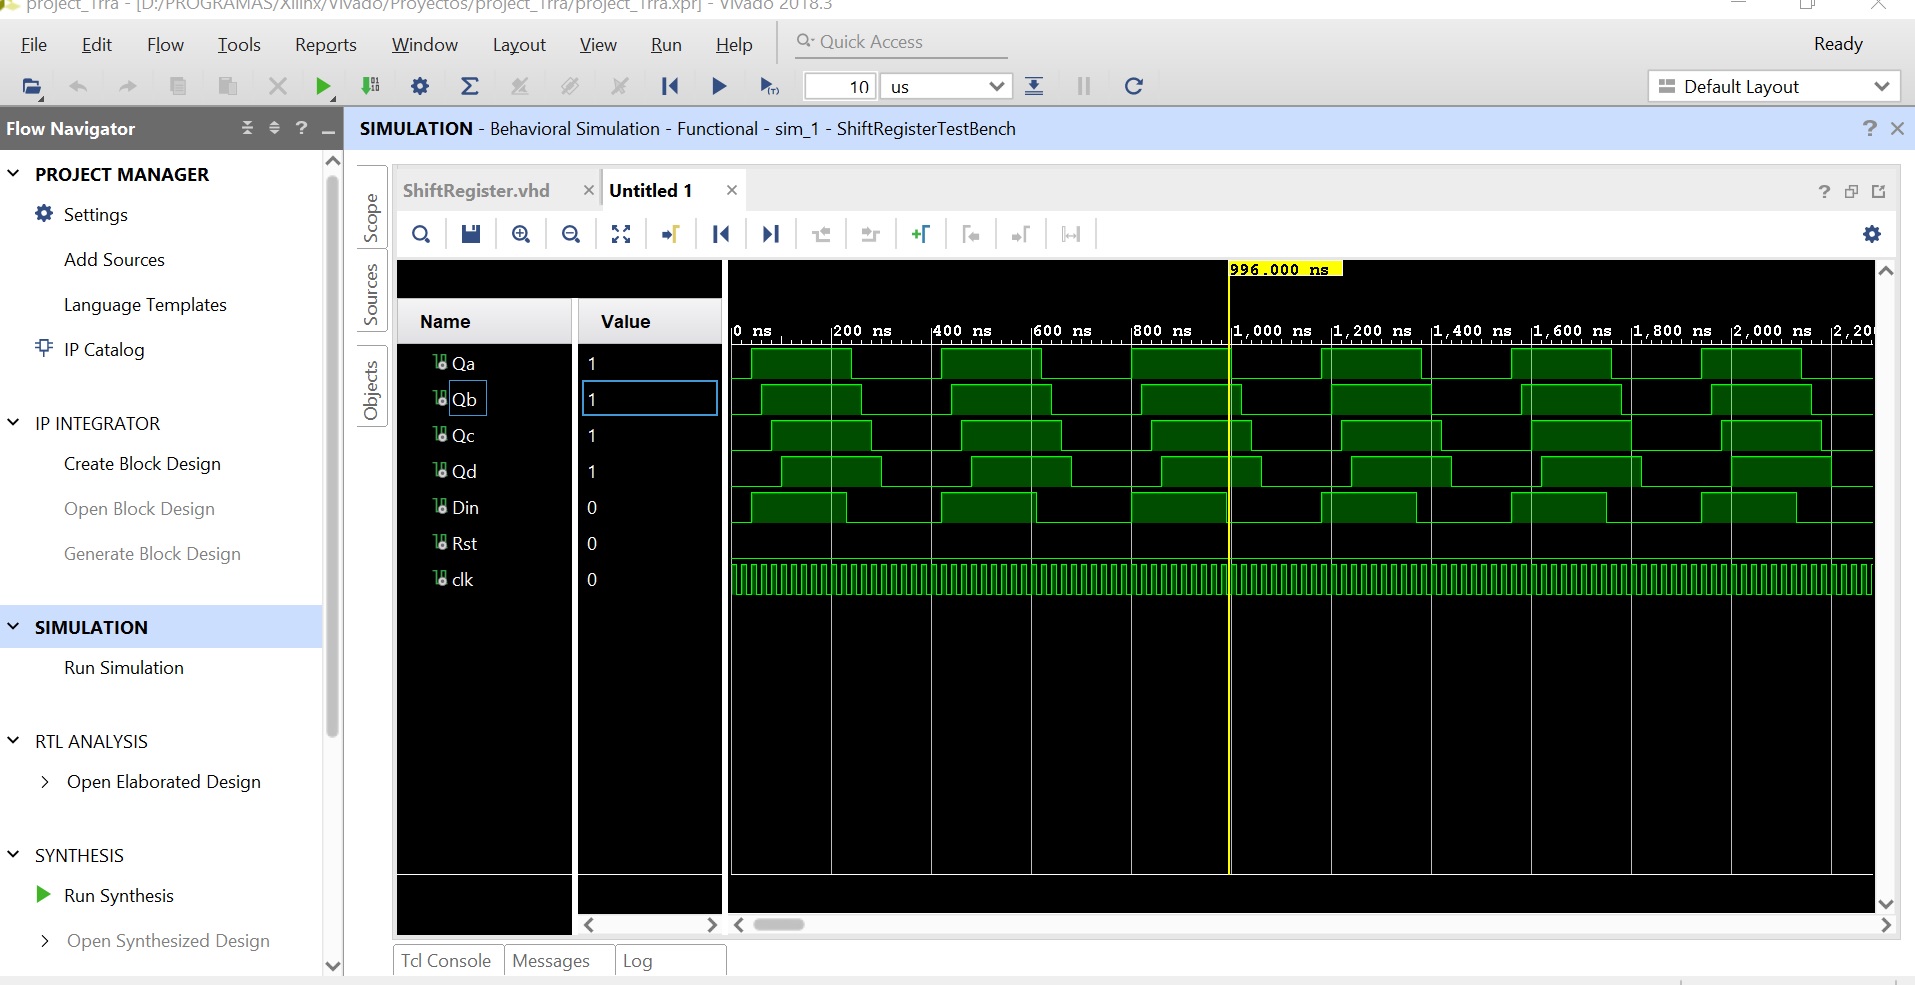 project_Trra - [D:/PROGRAMAS/Xilinx/Vivado/Proyectos/project_Trra/project_Trra.xpr] - Vivado 2018.3
File Edit Flow Tools Reports Window Layout View Run Help Quick Access Ready
10 us Default Layout
Flow Navigator
SIMULATION - Behavioral Simulation - Functional - sim_1 - ShiftRegisterTestBench
PROJECT MANAGER
Settings
Add Sources
Language Templates
IP Catalog
IP INTEGRATOR
Create Block Design
Open Block Design
Generate Block Design
SIMULATION
Run Simulation
RTL ANALYSIS
Open Elaborated Design
SYNTHESIS
Run Synthesis
Open Synthesized Design
Scope
Sources
Objects
ShiftRegister.vhd Untitled 1
996.000 ns
Name Value
0 ns 200 ns 400 ns 600 ns 800 ns 1,000 ns 1,200 ns 1,400 ns 1,600 ns 1,800 ns 2,000 ns 2,20
Qa 1
Qb 1
Qc 1
Qd 1
Din 0
Rst 0
clk 0
Tcl Console Messages Log